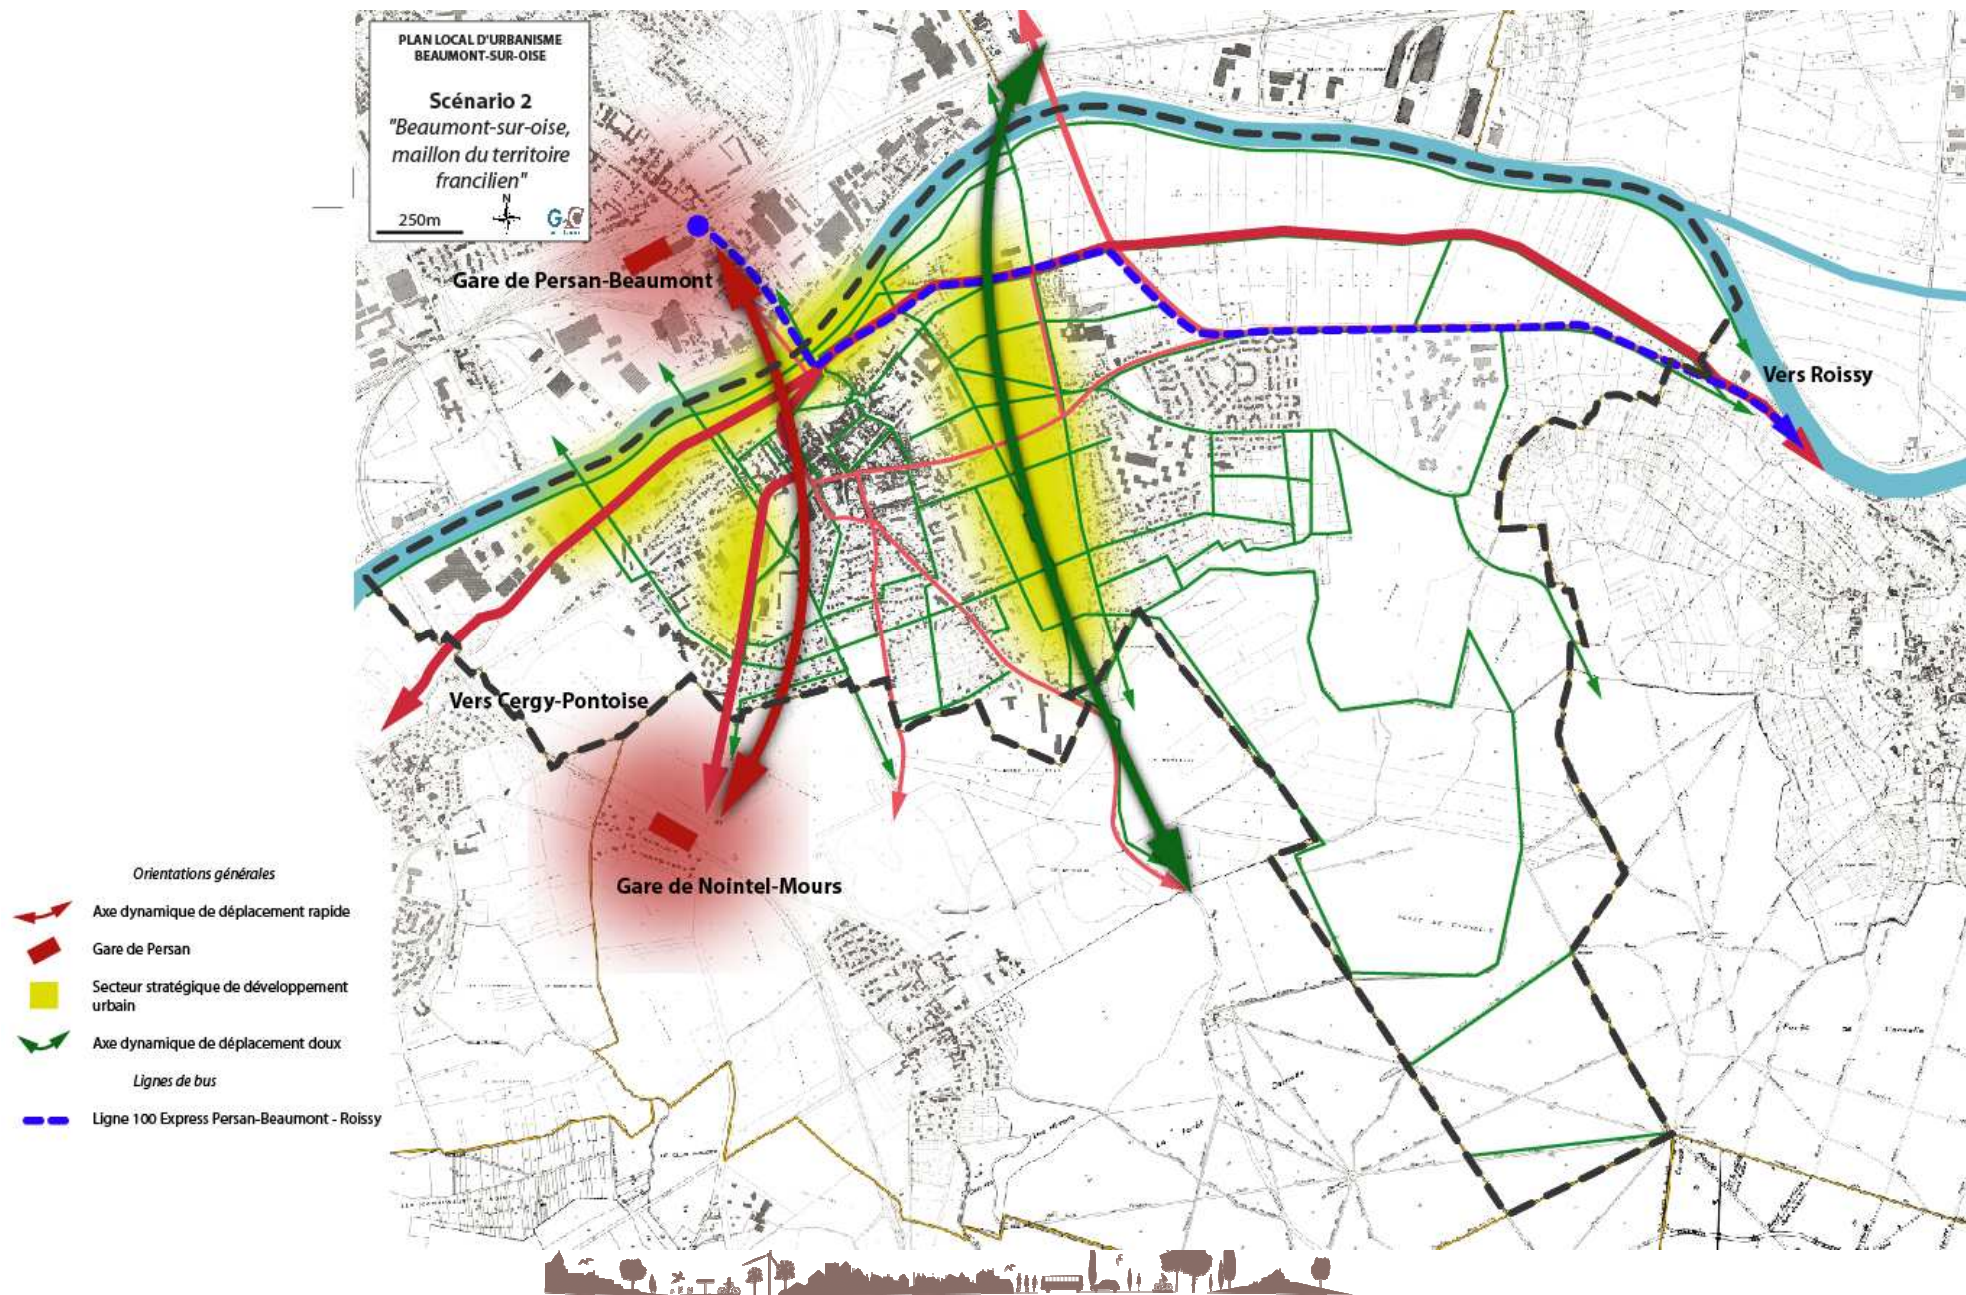 PLAN LOCAL D'URBANISME
BEAUMONT-SUR-OISE
Scénario 2
"Beaumont-sur-oise,
maillon du territoire
francilien"
N
250m
Gare de Persan-Beaumont
Vers Roissy
Vers Cergy-Pontoise
Gare de Nointel-Mours
Orientations générales
Axe dynamique de déplacement rapide
Gare de Persan
Secteur stratégique de développement
urbain
Axe dynamique de déplacement doux
Lignes de bus
Ligne 100 Express Persan-Beaumont - Roissy